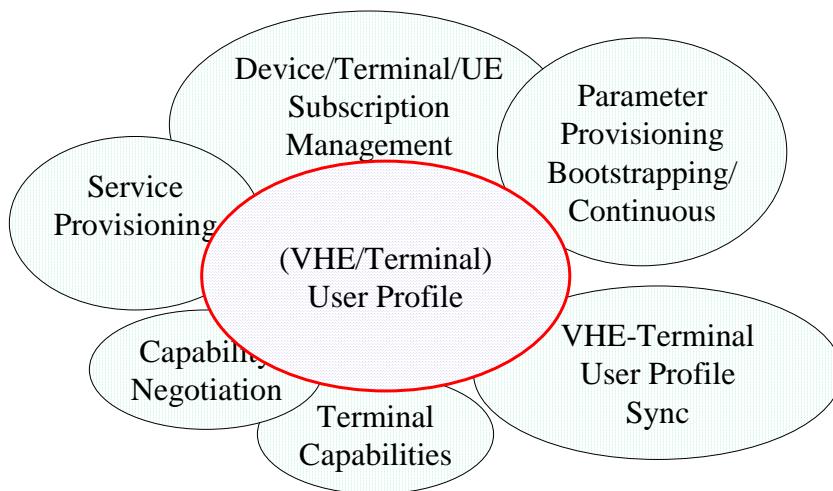 Device/Terminal/UE
Subscription
Management
Parameter
Provisioning
Bootstrapping/
Continuous
Service
Provisioning
(VHE/Terminal)
User Profile
Capability
Negotiation
VHE-Terminal
User Profile
Sync
Terminal
Capabilities